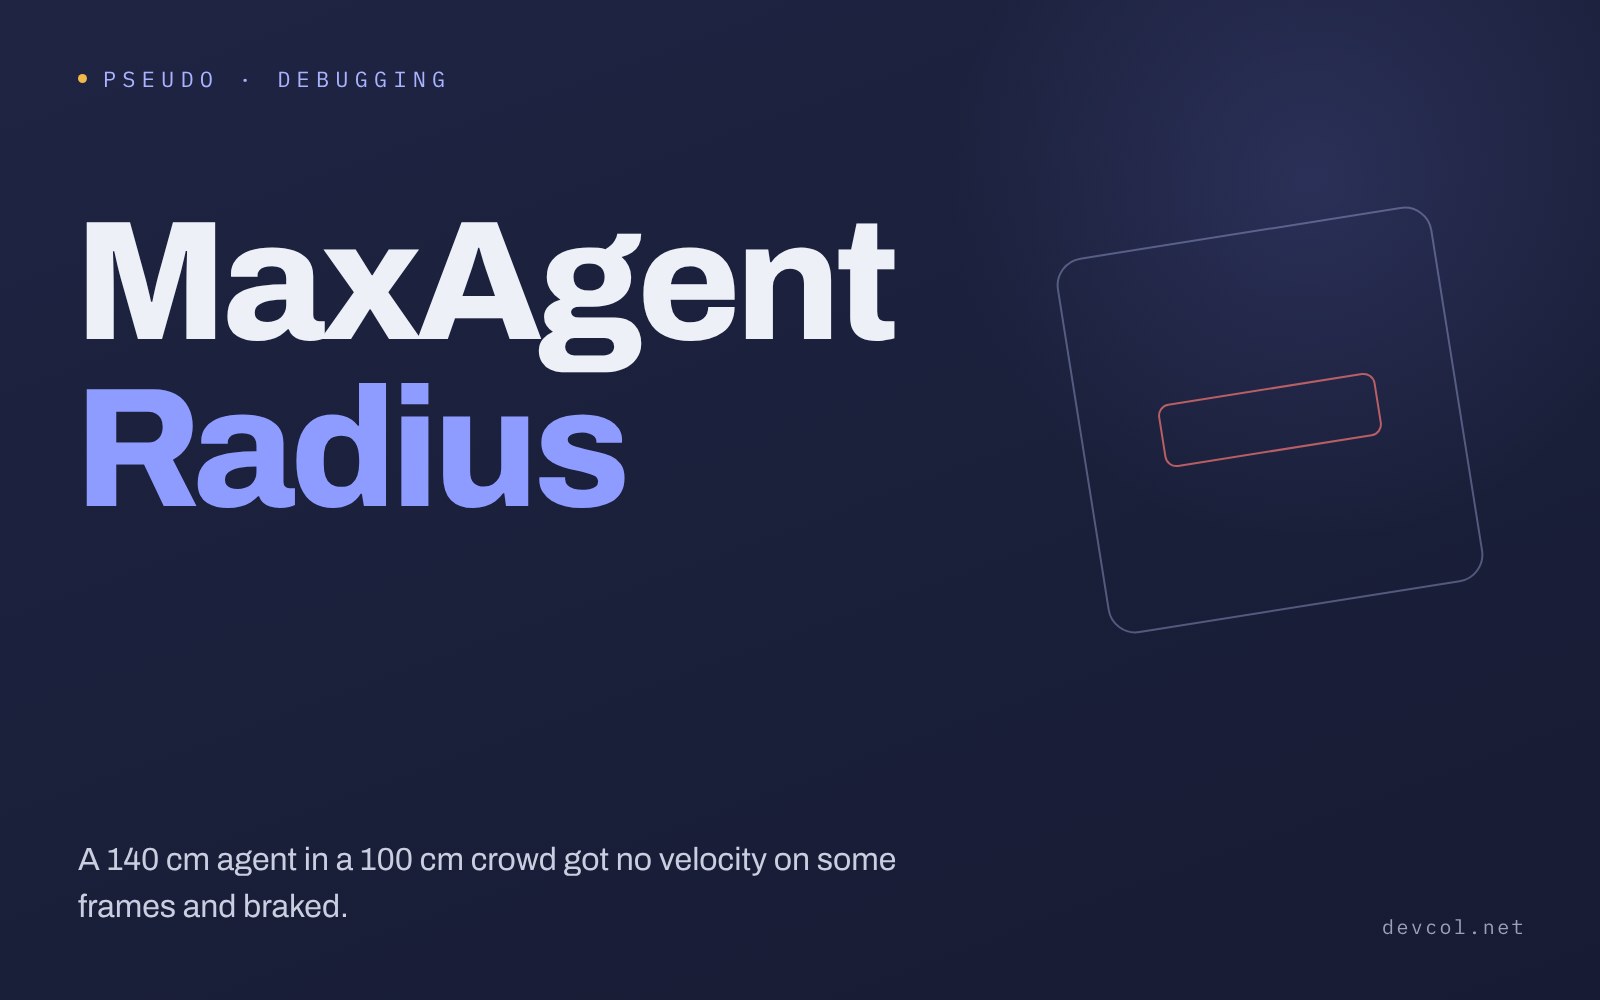 PSEUDO · DEBUGGING
MaxAgent
Radius
A 140 cm agent in a 100 cm crowd got no velocity on some
frames and braked.
devcol.net